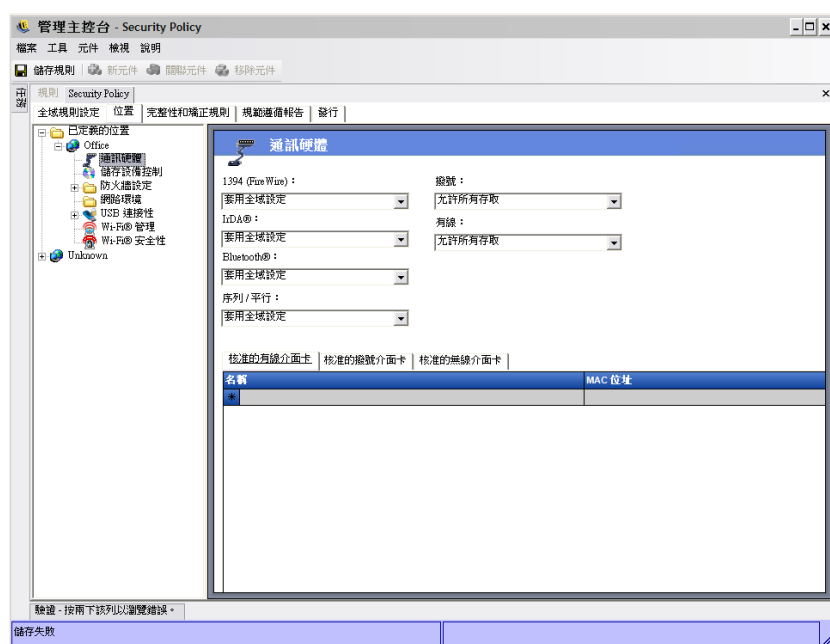 管理主控台 - Security Policy
檔案 工具 元件 檢視 說明
儲存規則 新元件 關聯元件 移除元件
規則 Security Policy
全域規則設定 位置 完整性和矯正規則 規範遵循報告 發行
已定義的位置
Office
通訊硬體
儲存設備控制
防火牆設定
網路環境
USB 連接性
Wi-Fi® 管理
Wi-Fi® 安全性
Unknown
通訊硬體
1394 (FireWire)： 撥號：
套用全域設定 允許所有存取
IrDA®： 有線：
套用全域設定 允許所有存取
Bluetooth®：
套用全域設定
序列 / 平行：
套用全域設定
核准的有線介面卡 核准的撥號介面卡 核准的無線介面卡
名稱 MAC 位址
驗證 - 按兩下該列以瀏覽錯誤。
儲存失敗